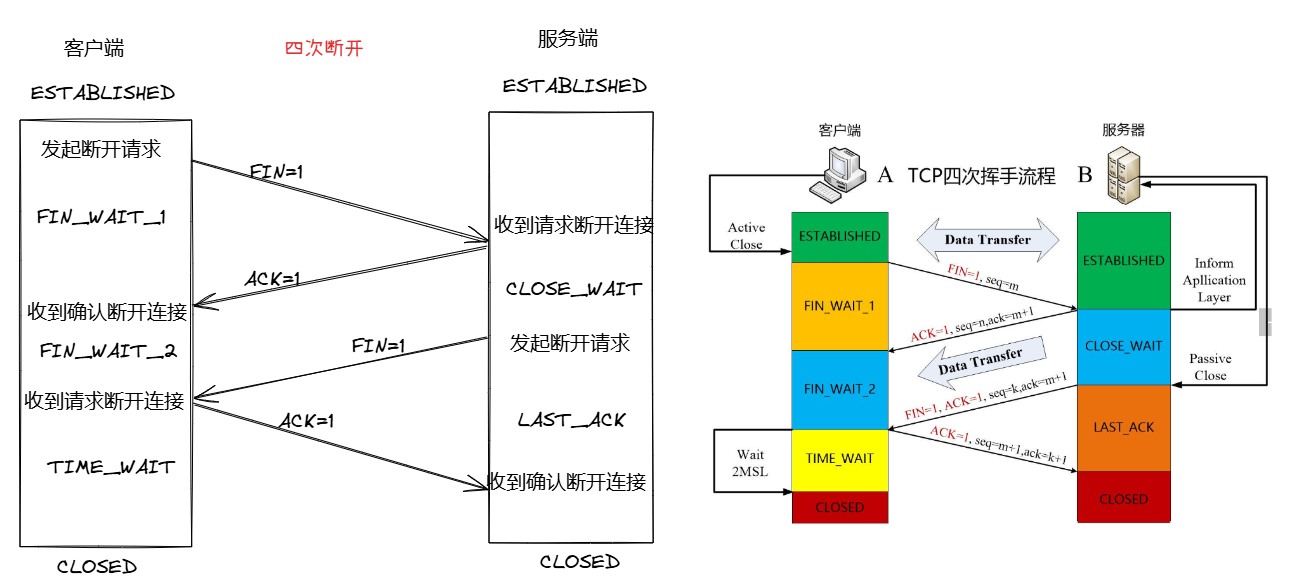 客户端
四次断开
服务端
ESTABLISHED
ESTABLISHED
发起断开请求
FIN=1
FIN_WAIT_1
收到请求断开连接
ACK=1
CLOSE_WAIT
收到确认断开连接
FIN_WAIT_2
FIN=1
发起断开请求
收到请求断开连接
ACK=1
LAST_ACK
TIME_WAIT
收到确认断开连接
CLOSED
CLOSED
客户端
服务器
A
TCP四次挥手流程
B
Active
Close
ESTABLISHED
Data Transfer
ESTABLISHED
Inform
Apllication
Layer
FIN=1, seq=m
FIN_WAIT_1
ACK=1, seq=n,ack=m+1
CLOSE_WAIT
Data Transfer
Passive
Close
FIN_WAIT_2
FIN=1, ACK=1, seq=k,ack=m+1
LAST_ACK
ACK=1, seq=m+1,ack=k+1
Wait
2MSL
TIME_WAIT
CLOSED
CLOSED